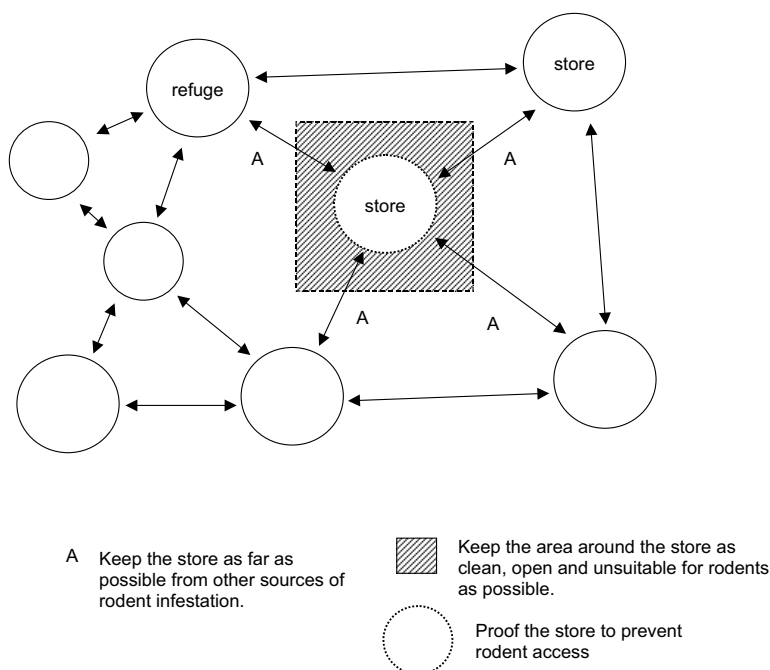 refuge
store
A
A
store
A
A
A
Keep the store as far as
possible from other sources of
rodent infestation.
Keep the area around the store as
clean, open and unsuitable for rodents
as possible.
Proof the store to prevent
rodent access